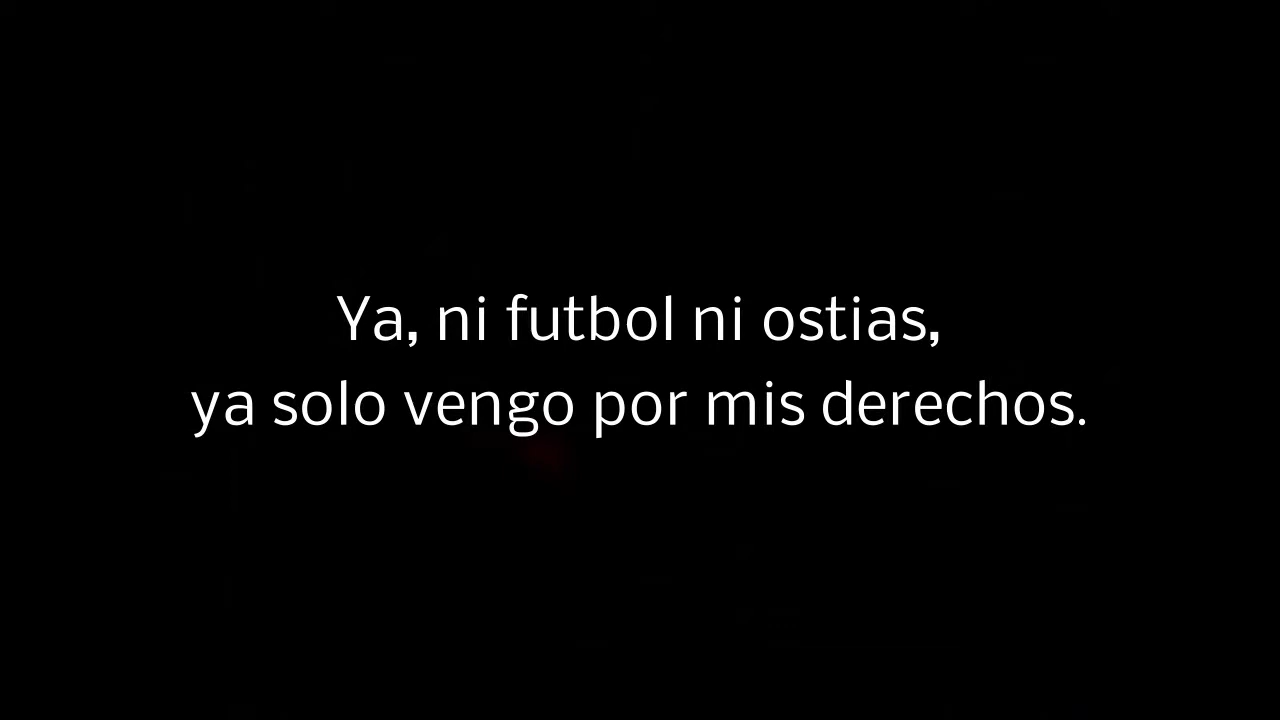 Ya, ni futbol ni ostias,
ya solo vengo por mis derechos.